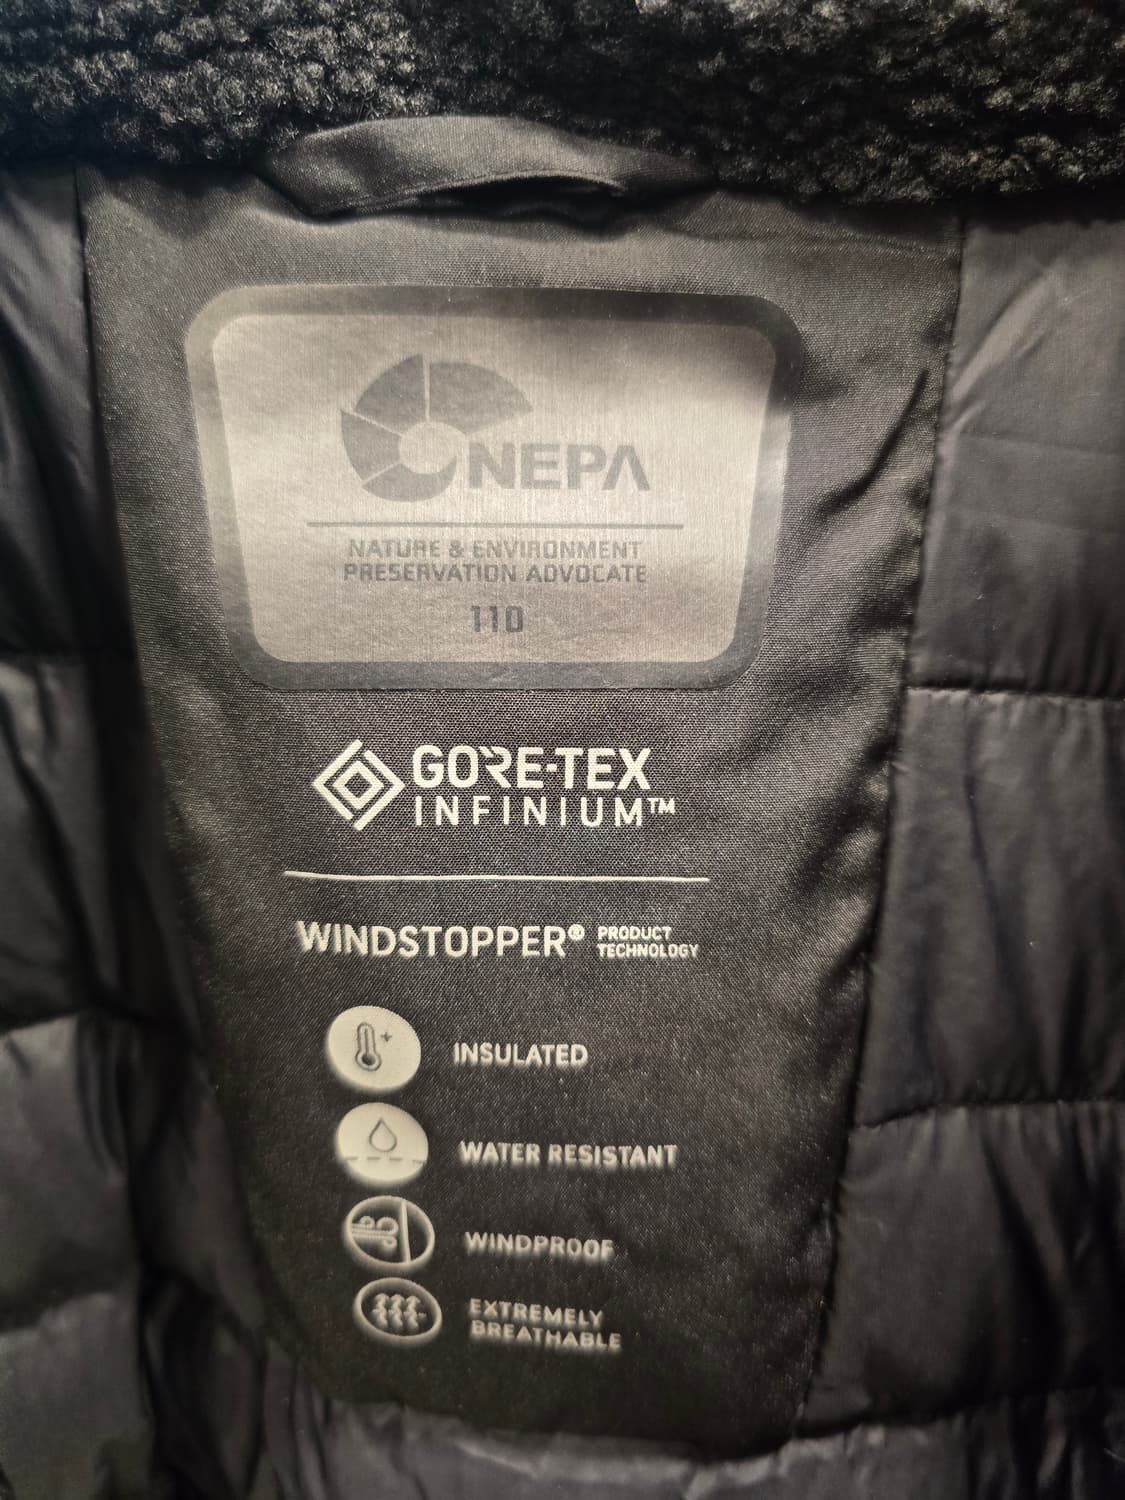 NEPA
NATURE & ENVIRONMENT
PRESERVATION ADVOCATE
110
GORE-TEX
INFINIUM™
WINDSTOPPER® PRODUCT
TECHNOLOGY
INSULATED
WATER RESISTANT
WINDPROOF
EXTREMELY
BREATHABLE